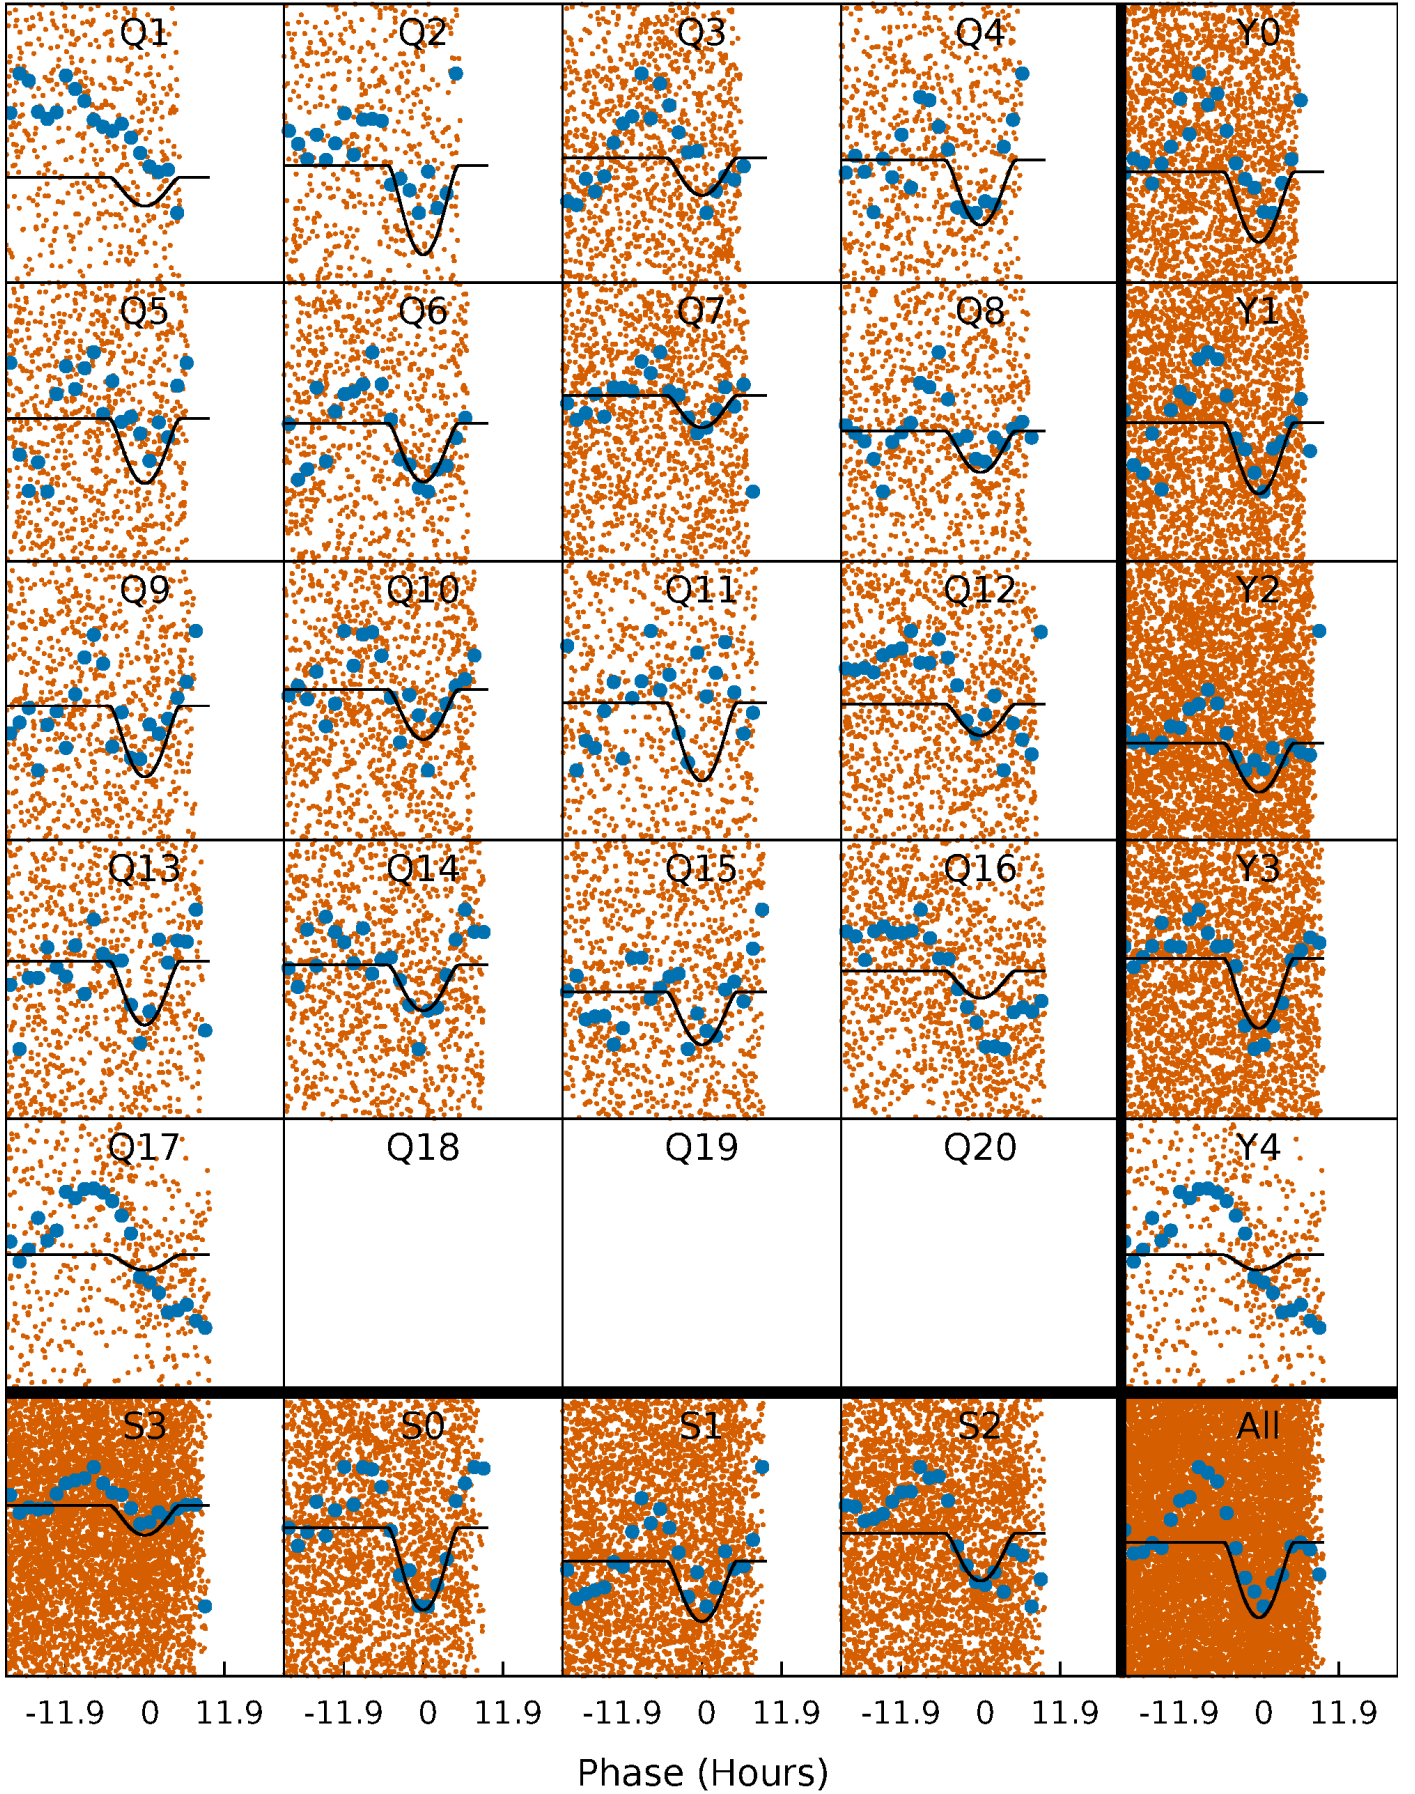 Q1 Q2 Q3 Q4 Y0
Q5 Q6 Q7 Q8 Y1
Q9 Q10 Q11 Q12 Y2
Q13 Q14 Q15 Q16 Y3
Q17 Q18 Q19 Q20 Y4
S3 S0 S1 S2 All
-11.9 0 11.9 -11.9 0 11.9 -11.9 0 11.9 -11.9 0 11.9 -11.9 0 11.9
Phase (Hours)